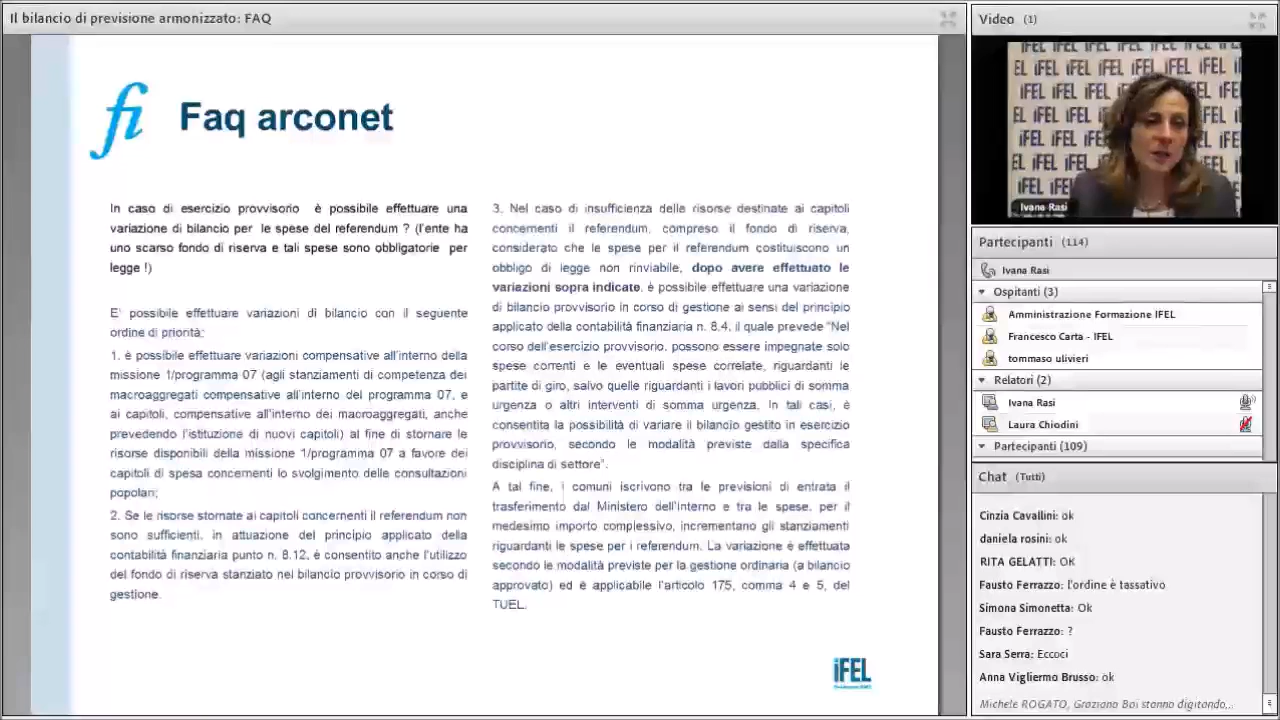 Il bilancio di previsione armonizzato: FAQ
fi Faq arconet
In caso di esercizio provvisorio è possibile effettuare una
variazione di bilancio per le spese del referendum ? (l'ente ha
uno scarso fondo di riserva e tali spese sono obbligatorie per
legge !)
E' possibile effettuare variazioni di bilancio con il seguente
ordine di priorità:
1. è possibile effettuare variazioni compensative all'interno della
missione 1/programma 07 (agli stanziamenti di competenza dei
macroaggregati compensative all'interno del programma 07, e
ai capitoli, compensative all'interno dei macroaggregati, anche
prevedendo l'istituzione di nuovi capitoli) al fine di stornare le
risorse disponibili della missione 1/programma 07 a favore dei
capitoli di spesa concernenti lo svolgimento delle consultazioni
popolari;
2. Se le risorse stornate ai capitoli concernenti il referendum non
sono sufficienti, in attuazione del principio applicato della
contabilità finanziaria punto n. 8.12, è consentito anche l'utilizzo
del fondo di riserva stanziato nel bilancio provvisorio in corso di
gestione.
3. Nel caso di insufficienza delle risorse destinate ai capitoli
concernenti il referendum, compreso il fondo di riserva,
considerato che le spese per il referendum costituiscono un
obbligo di legge non rinviabile, dopo avere effettuato le
variazioni sopra indicate, è possibile effettuare una variazione
di bilancio provvisorio in corso di gestione ai sensi del principio
applicato della contabilità finanziaria n. 8.4, il quale prevede "Nel
corso dell'esercizio provvisorio, possono essere impegnate solo
spese correnti e le eventuali spese correlate, riguardanti le
partite di giro, salvo quelle riguardanti i lavori pubblici di somma
urgenza o altri interventi di somma urgenza. In tali casi, è
consentita la possibilità di variare il bilancio gestito in esercizio
provvisorio, secondo le modalità previste dalla specifica
disciplina di settore".
A tal fine, i comuni iscrivono tra le previsioni di entrata il
trasferimento dal Ministero dell'Interno e tra le spese, per il
medesimo importo complessivo, incrementano gli stanziamenti
riguardanti le spese per i referendum. La variazione è effettuata
secondo le modalità previste per la gestione ordinaria (a bilancio
approvato) ed è applicabile l'articolo 175, comma 4 e 5, del
TUEL.
iFEL
Video (1)
iFEL
Ivana Rasi
Partecipanti (114)
Ivana Rasi
Ospitanti (3)
Amministrazione Formazione IFEL
Francesco Carta - IFEL
tommaso ulivieri
Relatori (2)
Ivana Rasi
Laura Chiodini
Partecipanti (109)
Chat (Tutti)
Cinzia Cavallini: ok
daniela rosini: ok
RITA GELATTI: OK
Fausto Ferrazzo: l'ordine è tassativo
Simona Simonetta: Ok
Fausto Ferrazzo: ?
Sara Serra: Eccoci
Anna Vigliermo Brusso: ok
Michele ROGATO, Graziano Boi stanno digitando...